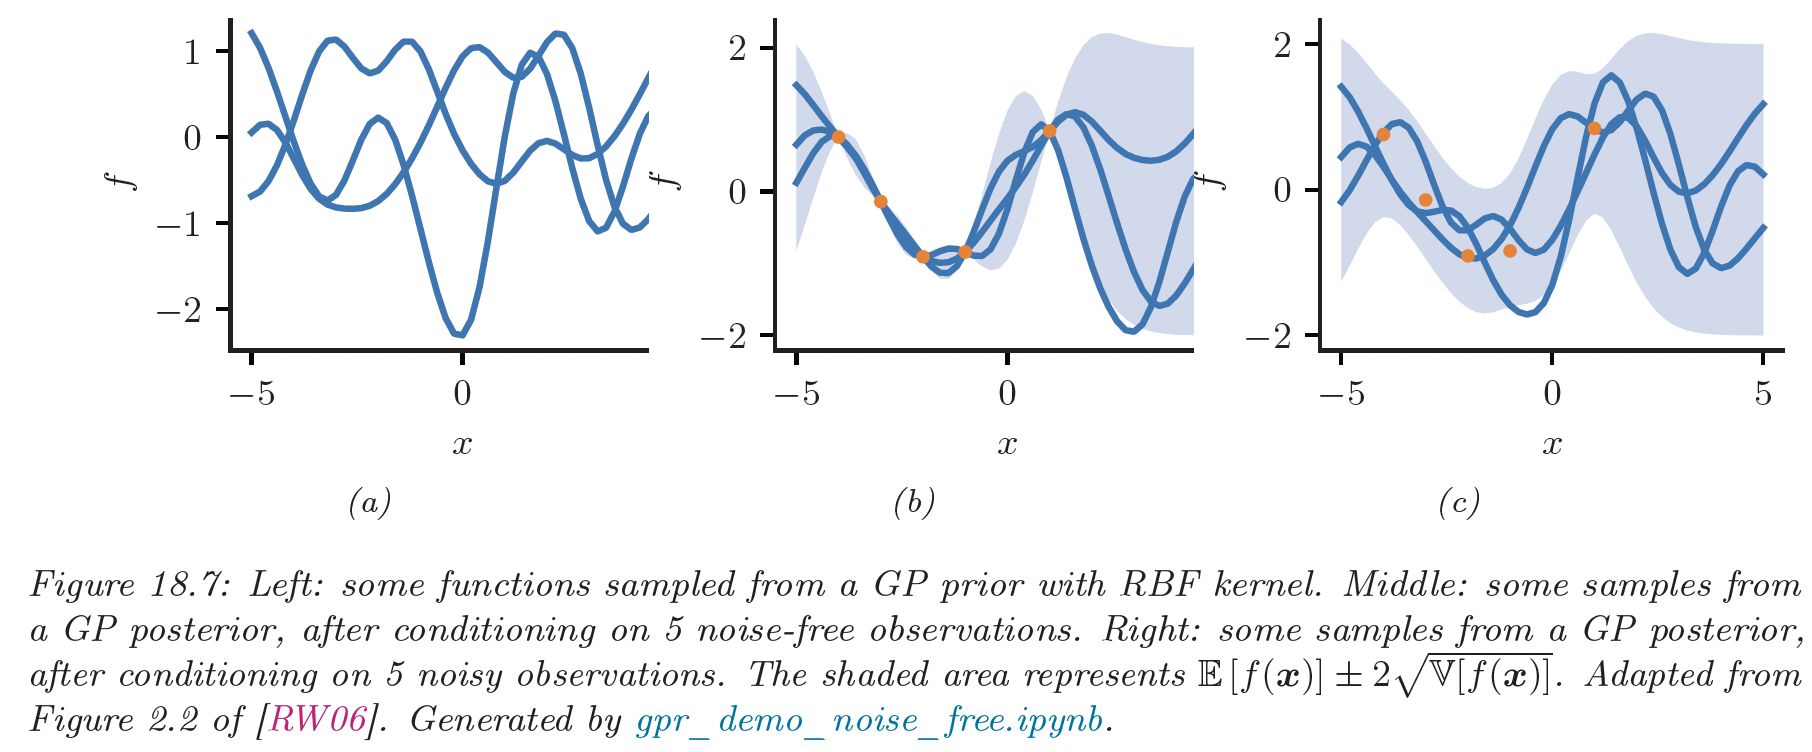 1
0
−1
−2
f
−5
0
x
(a)
2
0
−2
f
−5
0
x
(b)
2
0
−2
f
−5
0
5
x
(c)
Figure 18.7: Left: some functions sampled from a GP prior with RBF kernel. Middle: some samples from
a GP posterior, after conditioning on 5 noise-free observations. Right: some samples from a GP posterior,
after conditioning on 5 noisy observations. The shaded area represents 𝔼 [f(𝒙)] ± 2√𝕍[f(𝒙)]. Adapted from
Figure 2.2 of [RW06]. Generated by gpr_demo_noise_free.ipynb.